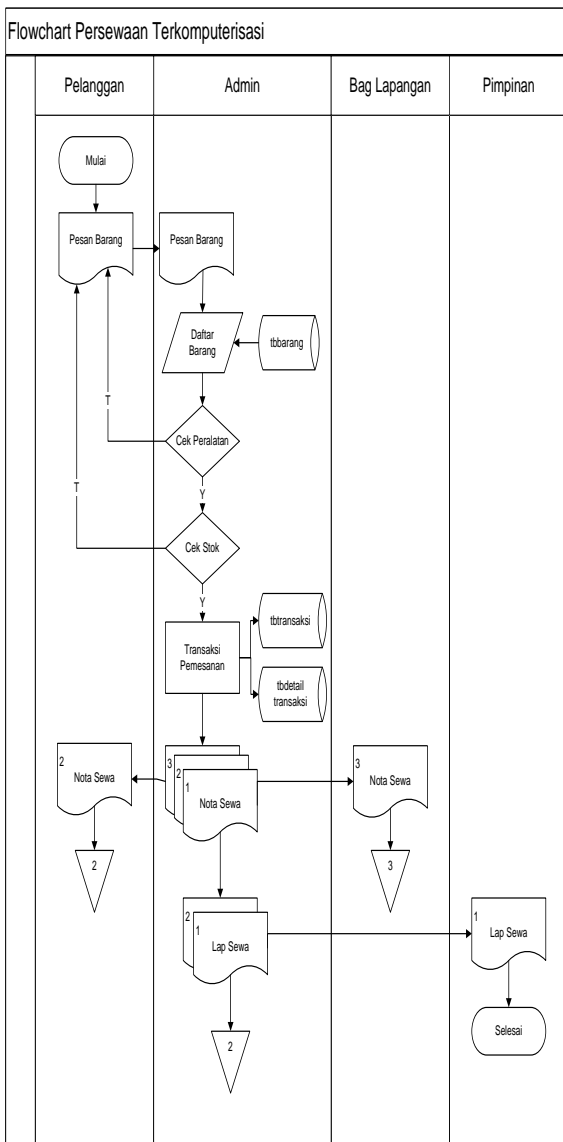 Flowchart Persewaan Terkomputerisasi
Pelanggan
Admin
Bag Lapangan
Pimpinan
Mulai
Pesan Barang
Pesan Barang
Daftar
Barang
tbbarang
T
Cek Peralatan
Y
T
Cek Stok
Y
tbtransaksi
Transaksi
Pemesanan
tbdetail
transaksi
2
Nota Sewa
3
2
1
Nota Sewa
3
Nota Sewa
2
3
2
1
Lap Sewa
1
Lap Sewa
2
Selesai